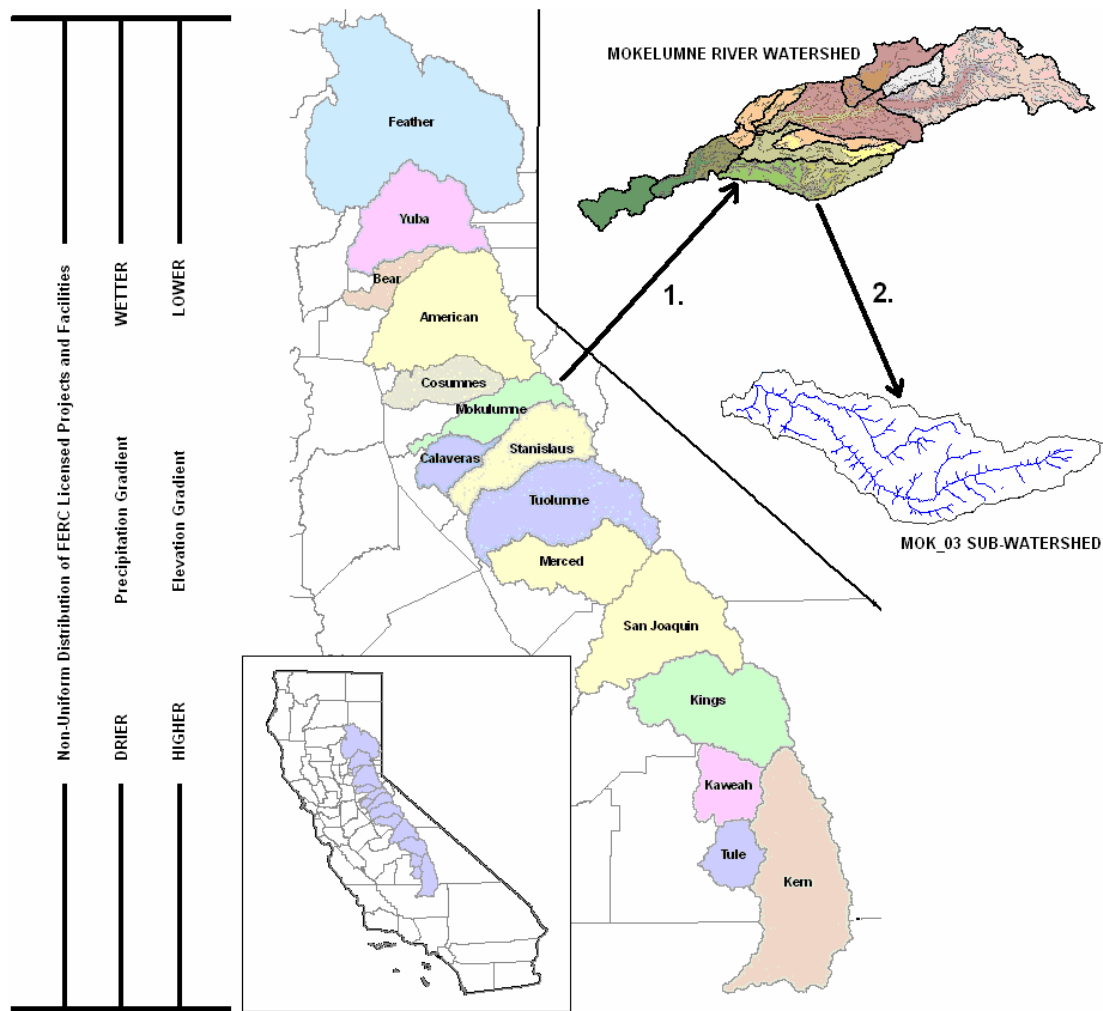 Non-Uniform Distribution of FERC Licensed Projects and Facilities
DRIER
Precipitation Gradient
WETTER
HIGHER
Elevation Gradient
LOWER
Feather
Yuba
Bear
American
Cosumnes
Mokulumne
Calaveras
Stanislaus
Tuolumne
Merced
San Joaquin
Kings
Kaweah
Tule
Kern
MOKELUMNE RIVER WATERSHED
1.
2.
MOK_03 SUB-WATERSHED